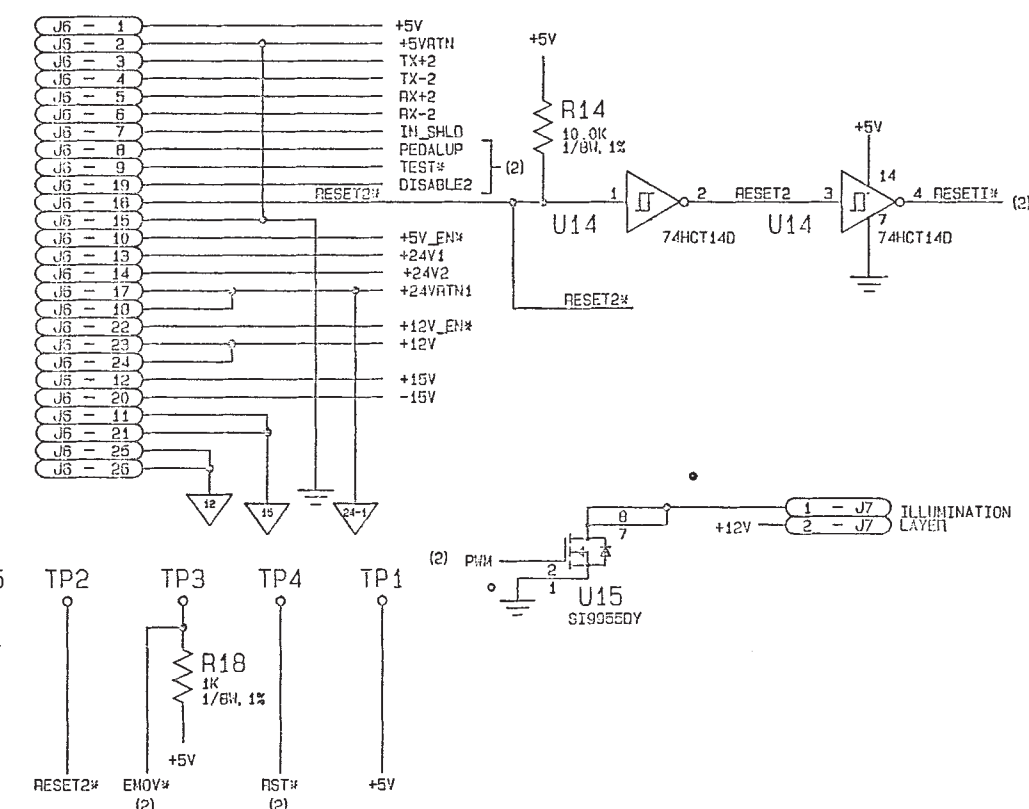 J6 - 1 +5V
J6 - 2 +5VRTN
J6 - 3 TX+2
J6 - 4 TX-2
J6 - 5 RX+2
J6 - 6 RX-2
J6 - 7 IN_SHLD
J6 - 8 PEDALUP
J6 - 9 TEST* (2)
J6 - 19 DISABLE2
J6 - 16 RESET2*
J6 - 15
J6 - 10 +5V_EN*
J6 - 13 +24V1
J6 - 14 +24V2
J6 - 17 +24VRTN1
J6 - 18
J6 - 22 +12V_EN*
J6 - 23 +12V
J6 - 24
J6 - 12 +15V
J6 - 20 -15V
J6 - 11
J6 - 21
J6 - 25
J6 - 26
12 15 24-1
+5V
R14
10.0K
1/8W, 1%
+5V
14
1 2 RESET2 3 4 RESETI* (2)
U14 U14 7
74HCT14D 74HCT14D
RESET2*
8
7
1 - J7 ILLUMINATION
+12V 2 - J7 LAYER
(2) PWM
2
1 U15
SI9955DY
5 TP2 TP3 TP4 TP1
R18
1K
1/8W, 1%
+5V
RESET2* EMOV* RST* +5V
(2) (2)